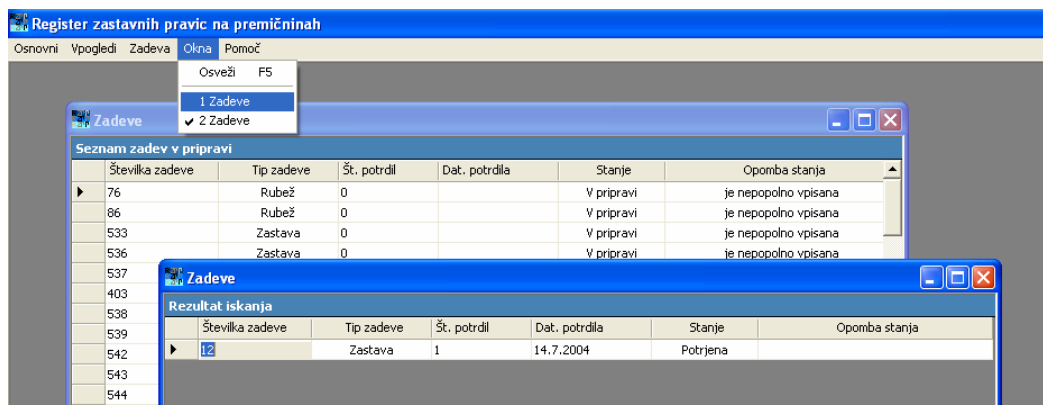 Register zastavnih pravic na premičninah
Osnovni Vpogledi Zadeva Okna Pomoč
Osveži F5
1 Zadeve
✔ 2 Zadeve
Zadeve
Seznam zadev v pripravi
Številka zadeve Tip zadeve Št. potrdil Dat. potrdila Stanje Opomba stanja
76 Rubež 0 V pripravi je nepopolno vpisana
86 Rubež 0 V pripravi je nepopolno vpisana
533 Zastava 0 V pripravi je nepopolno vpisana
536 Zastava 0 V pripravi je nepopolno vpisana
537
403
538
539
542
543
544
Zadeve
Rezultat iskanja
Številka zadeve Tip zadeve Št. potrdil Dat. potrdila Stanje Opomba stanja
12 Zastava 1 14.7.2004 Potrjena